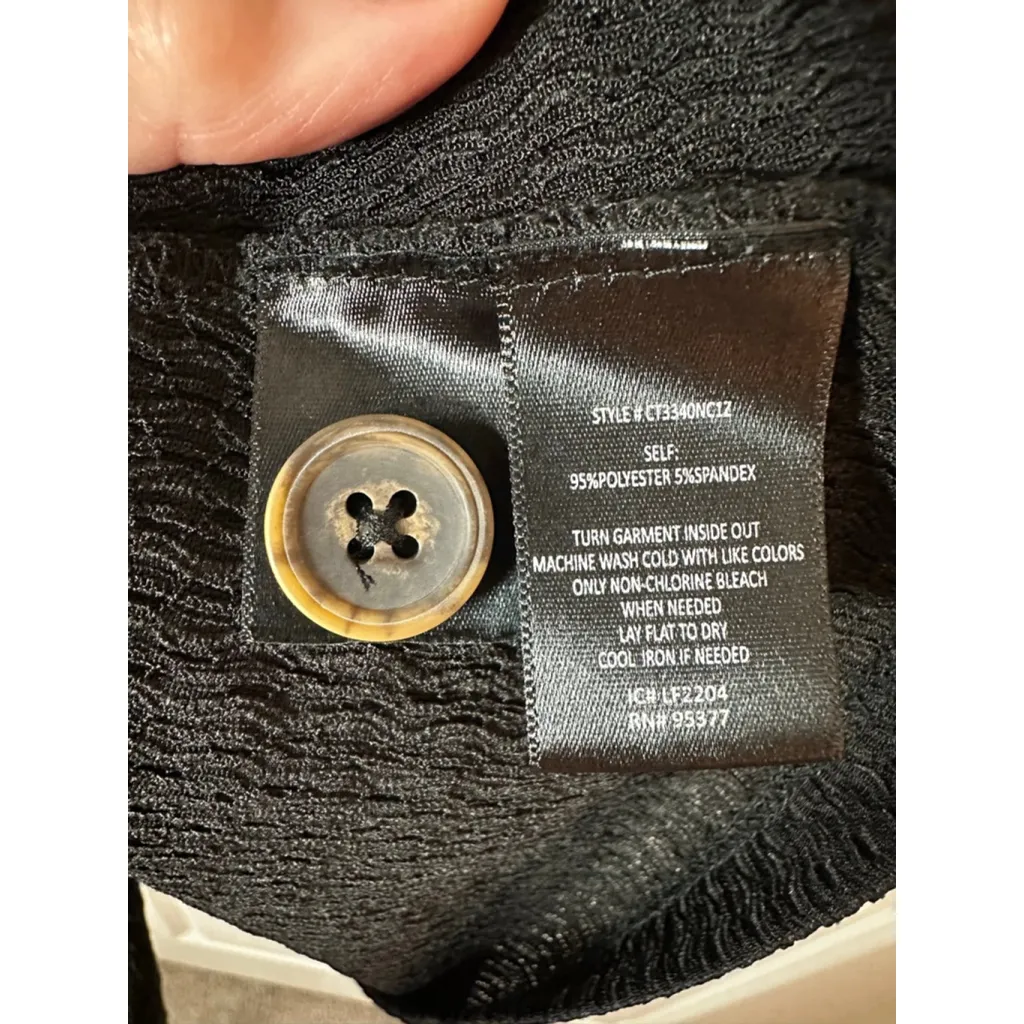 STYLE # CT3340NC1Z
SELF:
95%POLYESTER 5%SPANDEX
TURN GARMENT INSIDE OUT
MACHINE WASH COLD WITH LIKE COLORS
ONLY NON-CHLORINE BLEACH
WHEN NEEDED
LAY FLAT TO DRY
COOL IRON IF NEEDED
IC# LF2204
RN# 95377